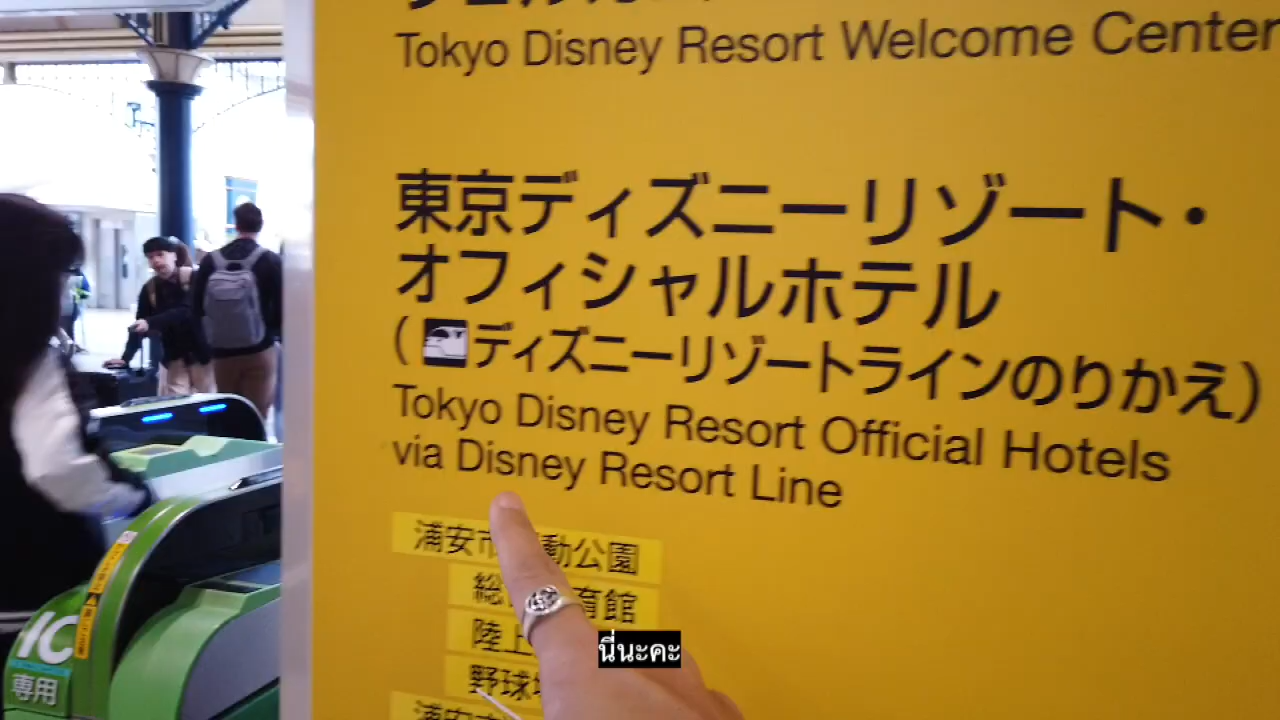 Tokyo Disney Resort Welcome Center
東京ディズニーリゾート・
オフィシャルホテル
(ディズニーリゾートラインのりかえ)
Tokyo Disney Resort Official Hotels
via Disney Resort Line
浦安市 動公園
総 育館
陸上
野球
IC
専用
นี่นะคะ